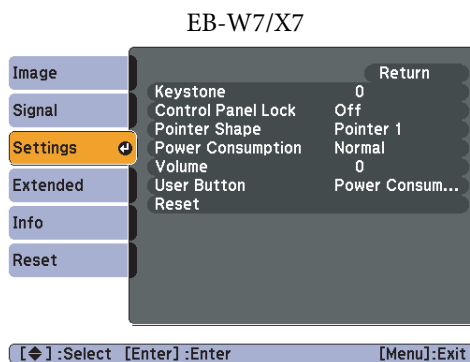 EB-W7/X7
Image
Signal
Settings
Extended
Info
Reset
Return
Keystone 0
Control Panel Lock Off
Pointer Shape Pointer 1
Power Consumption Normal
Volume 0
User Button Power Consum...
Reset
[◆] :Select [Enter] :Enter [Menu]:Exit